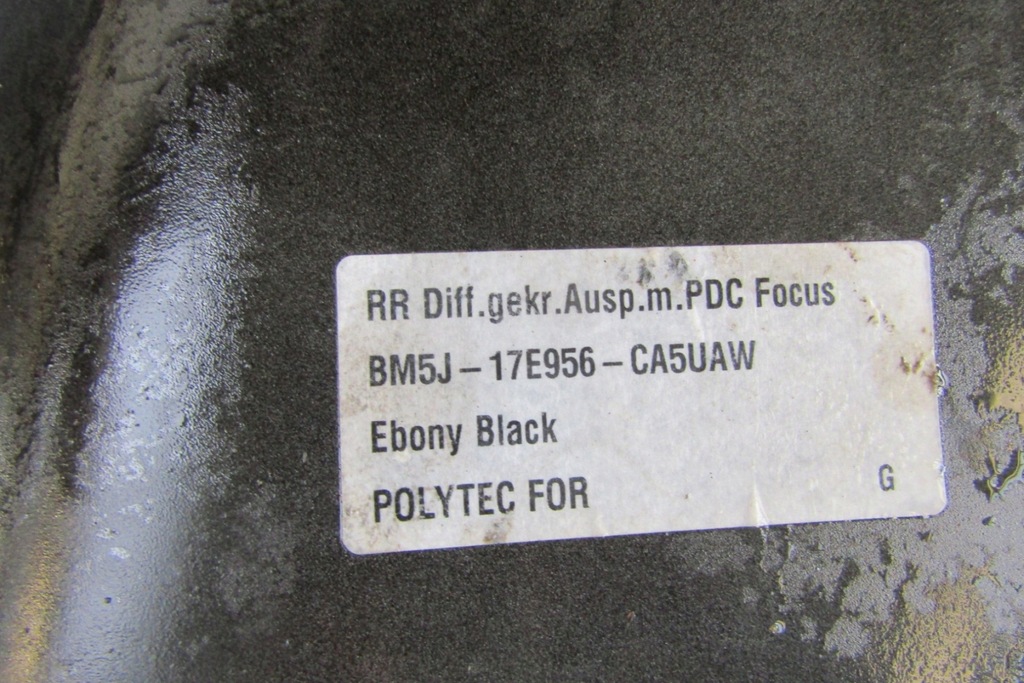 RR Diff.gekr.Ausp.m.PDC Focus
BM5J-17E956-CA5UAW
Ebony Black
POLYTEC FOR
G